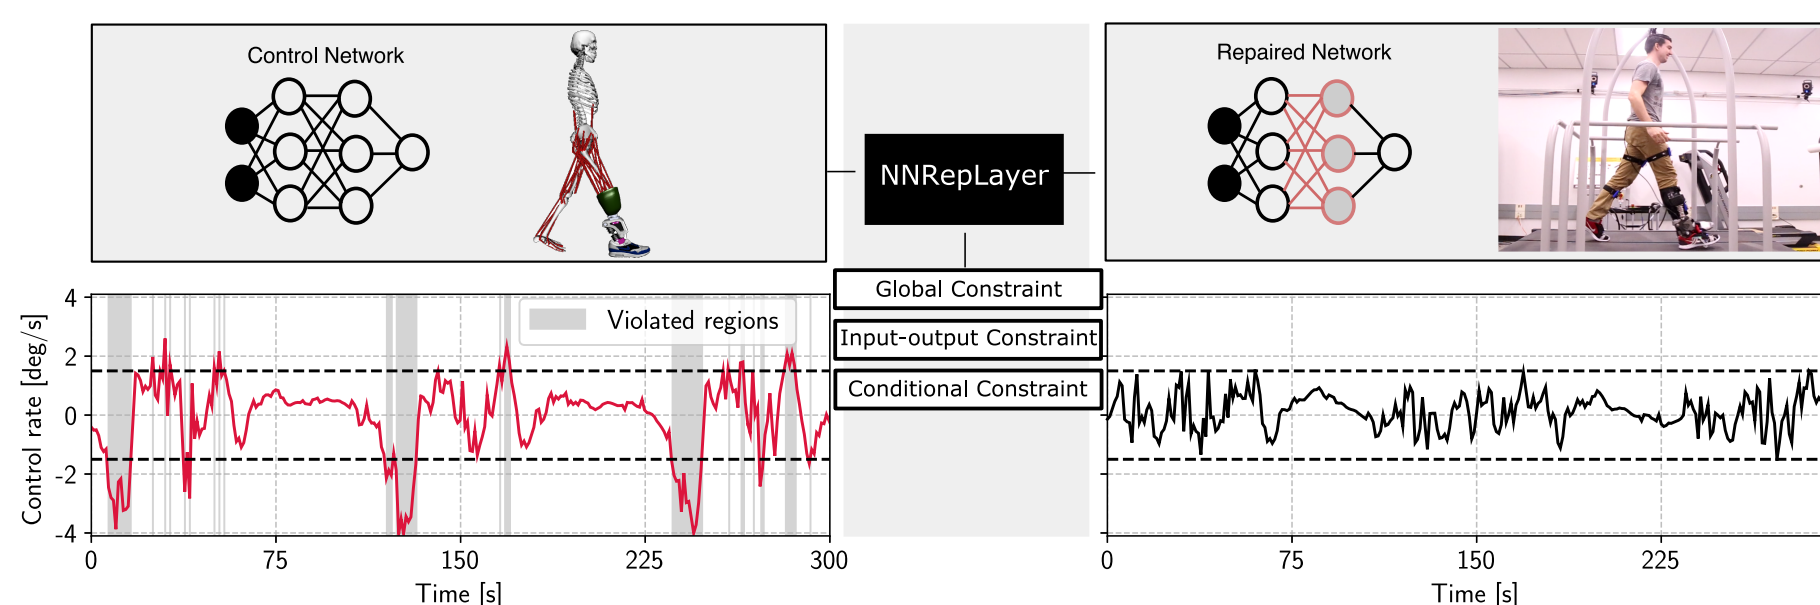 Control Network
Repaired Network
NNRepLayer
Global Constraint
Input-output Constraint
Conditional Constraint
Violated regions
Control rate [deg/s]
4
2
0
-2
-4
0 75 150 225 300
Time [s]
0 75 150 225
Time [s]